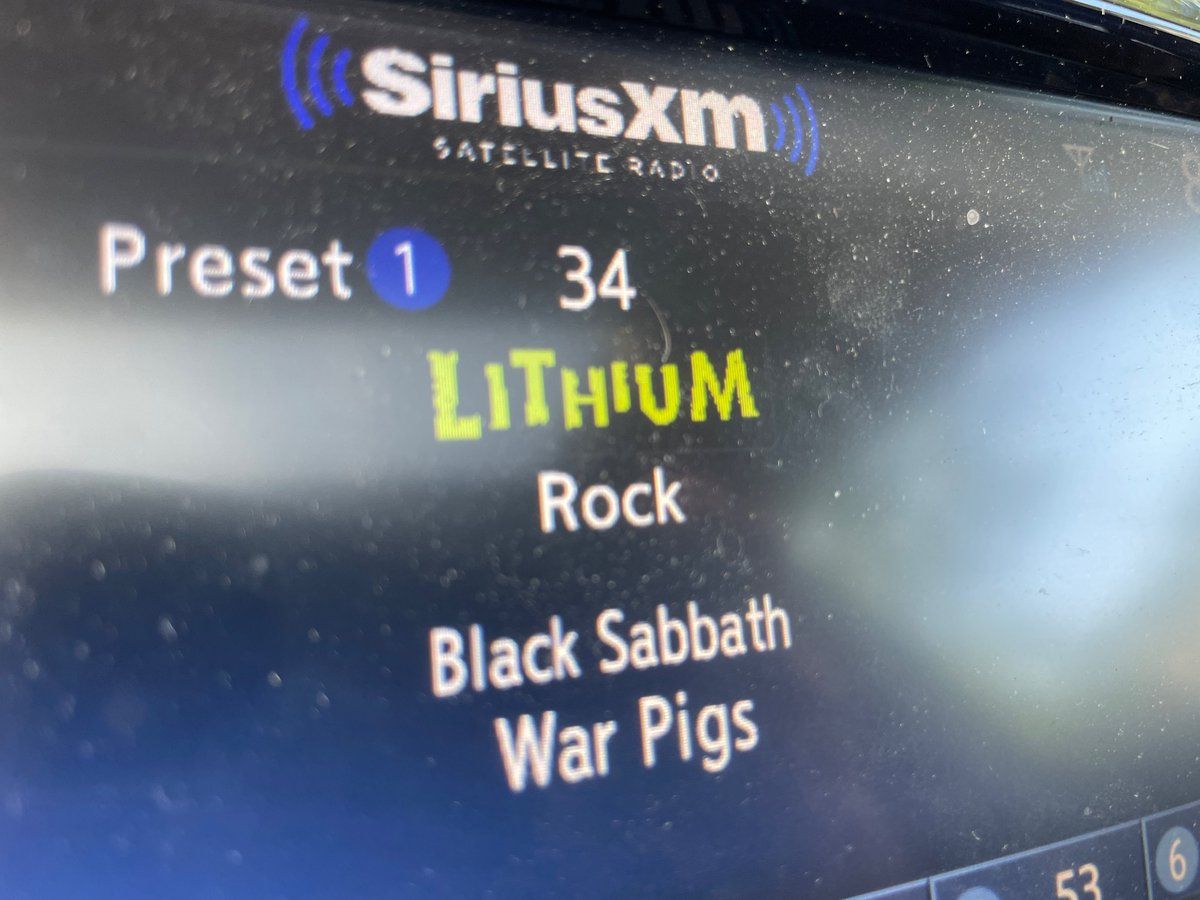 SiriusXm
SATELLITE RADIO
Preset 1 34
LiTHiUM
Rock
Black Sabbath
War Pigs
53 6